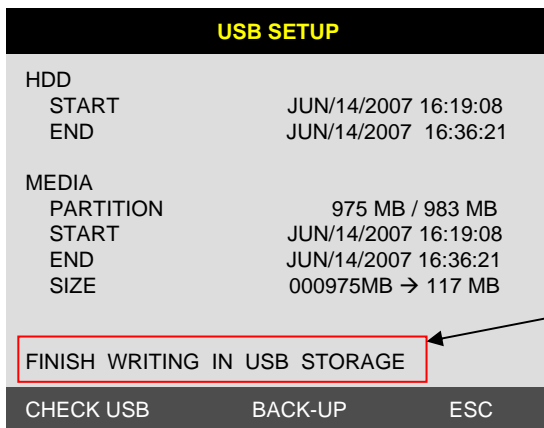 USB SETUP
HDD
START JUN/14/2007 16:19:08
END JUN/14/2007 16:36:21
MEDIA
PARTITION 975 MB / 983 MB
START JUN/14/2007 16:19:08
END JUN/14/2007 16:36:21
SIZE 000975MB → 117 MB
FINISH WRITING IN USB STORAGE
CHECK USB BACK-UP ESC